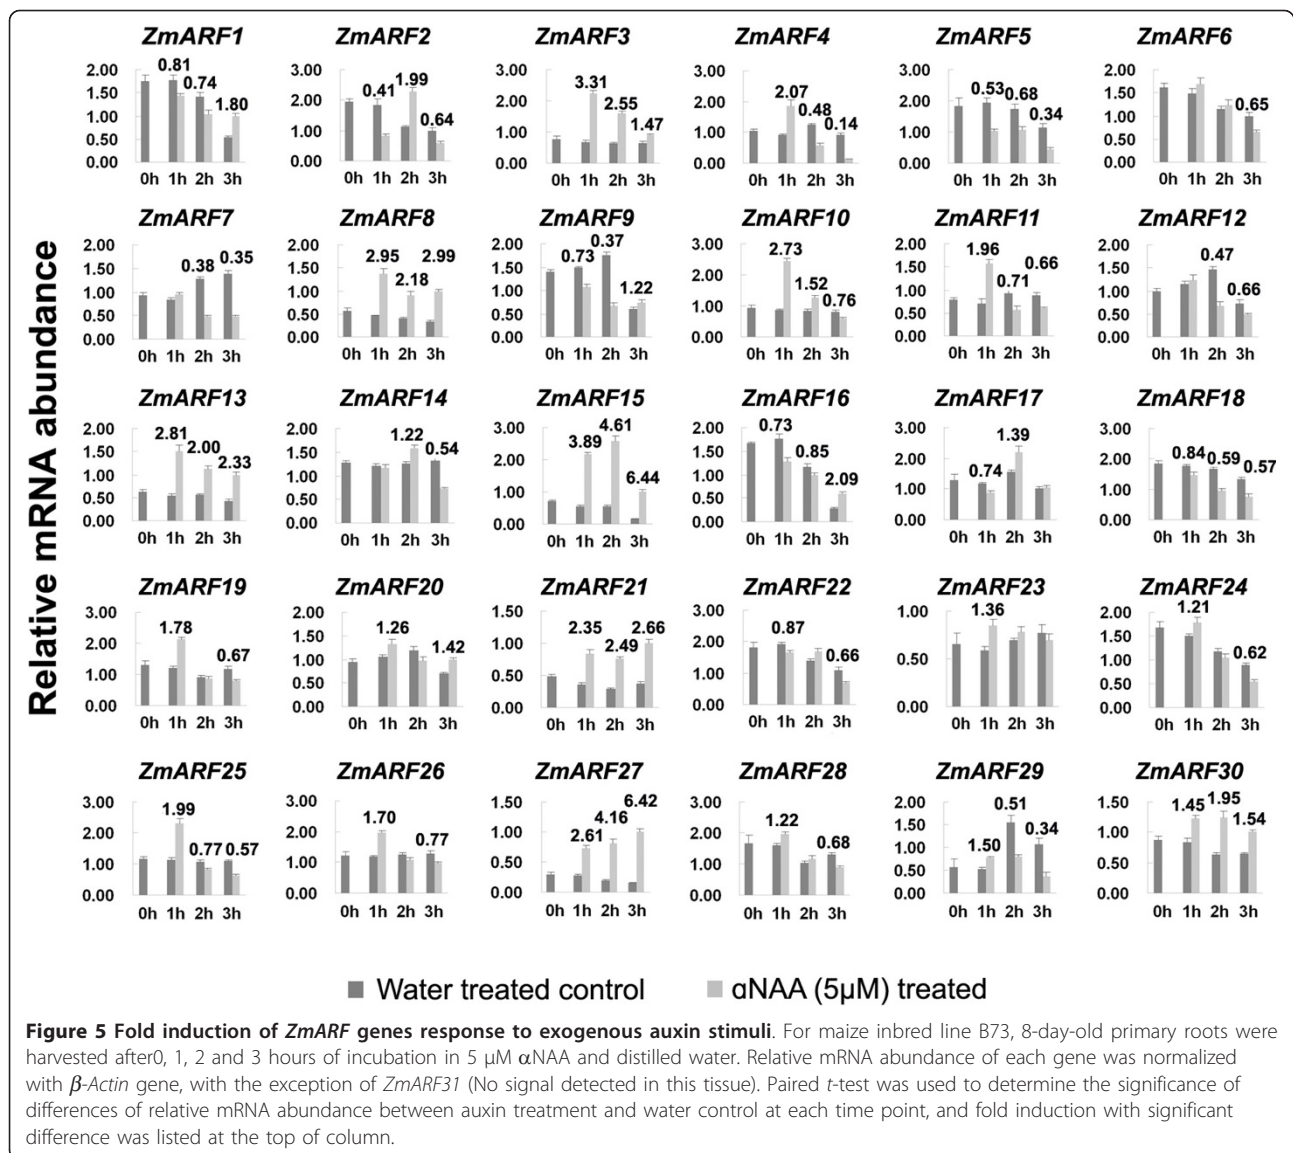 ZmARF1 ZmARF2 ZmARF3 ZmARF4 ZmARF5 ZmARF6
2.00 0.81 3.00 1.99 3.00 3.31 3.00 2.07 3.00 2.00
1.50 0.74 1.80 2.00 0.41 2.00 2.55 2.00 0.48 2.00 0.53 0.68 1.50 0.65
1.00 1.00 0.64 1.00 1.47 1.00 0.14 1.00 0.34 1.00
0.50 0.50
0.00 0.00 0.00 0.00 0.00 0.00
0h 1h 2h 3h 0h 1h 2h 3h 0h 1h 2h 3h 0h 1h 2h 3h 0h 1h 2h 3h 0h 1h 2h 3h
Relative mRNA abundance
ZmARF7 ZmARF8 ZmARF9 ZmARF10 ZmARF11 ZmARF12
2.00 2.00 2.00 0.37 3.00 2.00 1.96 2.00
1.50 0.38 0.35 1.50 2.95 2.99 1.50 0.73 2.73 1.50 1.50 0.47
1.00 1.00 2.18 1.00 1.22 2.00 1.52 1.00 0.71 0.66 1.00 0.66
0.50 0.50 0.50 1.00 0.76 0.50 0.50
0.00 0.00 0.00 0.00 0.00 0.00
0h 1h 2h 3h 0h 1h 2h 3h 0h 1h 2h 3h 0h 1h 2h 3h 0h 1h 2h 3h 0h 1h 2h 3h
ZmARF13 ZmARF14 ZmARF15 ZmARF16 ZmARF17 ZmARF18
2.00 2.81 2.00 1.22 3.00 4.61 2.00 0.73 3.00 1.39 3.00
1.50 2.00 2.33 1.50 0.54 2.00 3.89 6.44 1.50 0.85 2.00 0.74 2.00 0.84 0.59 0.57
1.00 1.00 1.00 1.00 2.09 1.00 1.00
0.50 0.50 0.50
0.00 0.00 0.00 0.00 0.00 0.00
0h 1h 2h 3h 0h 1h 2h 3h 0h 1h 2h 3h 0h 1h 2h 3h 0h 1h 2h 3h 0h 1h 2h 3h
ZmARF19 ZmARF20 ZmARF21 ZmARF22 ZmARF23 ZmARF24
3.00 2.00 1.50 2.35 2.66 3.00 1.00 1.36 2.00 1.21
2.00 1.78 1.50 1.26 1.42 1.00 2.49 2.00 0.87 0.66 0.50 1.50 0.62
1.00 0.67 1.00 0.50 1.00 1.00
0.50 0.50
0.00 0.00 0.00 0.00 0.00 0.00
0h 1h 2h 3h 0h 1h 2h 3h 0h 1h 2h 3h 0h 1h 2h 3h 0h 1h 2h 3h 0h 1h 2h 3h
ZmARF25 ZmARF26 ZmARF27 ZmARF28 ZmARF29 ZmARF30
3.00 1.99 3.00 1.50 4.16 6.42 3.00 2.00 0.51 1.50 1.45 1.95 1.54
2.00 0.77 0.57 2.00 1.70 0.77 1.00 2.61 2.00 1.22 0.68 1.50 1.50 0.34 1.00
1.00 1.00 0.50 1.00 1.00 0.50
0.50
0.00 0.00 0.00 0.00 0.00 0.00
0h 1h 2h 3h 0h 1h 2h 3h 0h 1h 2h 3h 0h 1h 2h 3h 0h 1h 2h 3h 0h 1h 2h 3h
Water treated control αNAA (5μM) treated
Figure 5 Fold induction of ZmARF genes response to exogenous auxin stimuli. For maize inbred line B73, 8-day-old primary roots were
harvested after0, 1, 2 and 3 hours of incubation in 5 μM αNAA and distilled water. Relative mRNA abundance of each gene was normalized
with β-Actin gene, with the exception of ZmARF31 (No signal detected in this tissue). Paired t-test was used to determine the significance of
differences of relative mRNA abundance between auxin treatment and water control at each time point, and fold induction with significant
difference was listed at the top of column.